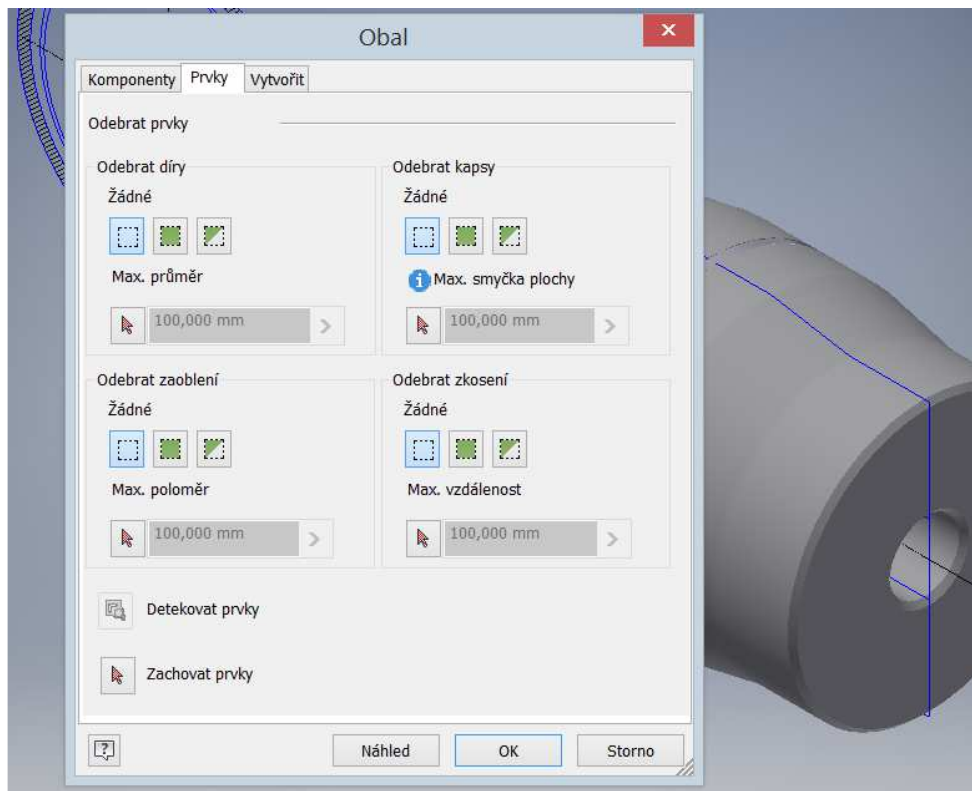 Obal
Komponenty Prvky Vytvořit
Odebrat prvky
Odebrat díry
Žádné
Max. průměr
100,000 mm
Odebrat kapsy
Žádné
Max. smyčka plochy
100,000 mm
Odebrat zaoblení
Žádné
Max. poloměr
100,000 mm
Odebrat zkosení
Žádné
Max. vzdálenost
100,000 mm
Detekovat prvky
Zachovat prvky
Náhled OK Storno